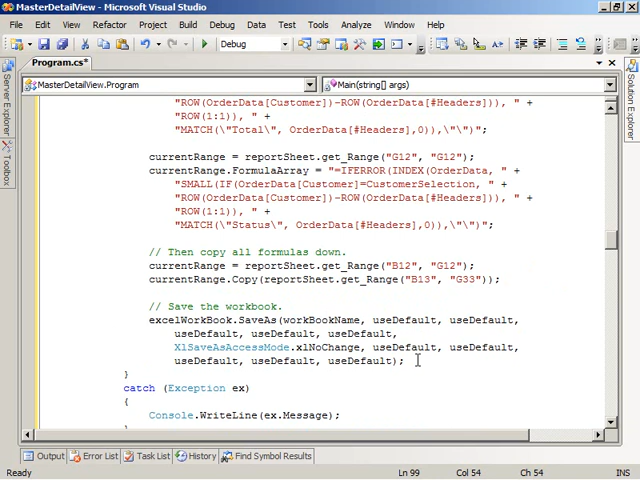 MasterDetailView - Microsoft Visual Studio
File Edit View Refactor Project Build Debug Data Tools Test Analyze Window Help
Debug
Program.cs*
MasterDetailView.Program Main(string[] args)
Server Explorer
Toolbox
Solution Explorer
"ROW(OrderData[Customer])-ROW(OrderData[#Headers])), " +
"ROW(1:1)), " +
"MATCH(\"Total\", OrderData[#Headers],0)),\"\")";
currentRange = reportSheet.get_Range("G12", "G12");
currentRange.FormulaArray = "=IFERROR(INDEX(OrderData, " +
"SMALL(IF(OrderData[Customer]=CustomerSelection, " +
"ROW(OrderData[Customer])-ROW(OrderData[#Headers])), " +
"ROW(1:1)), " +
"MATCH(\"Status\", OrderData[#Headers],0)),\"\")";
// Then copy all formulas down.
currentRange = reportSheet.get_Range("B12", "G12");
currentRange.Copy(reportSheet.get_Range("B13", "G33"));
// Save the workbook.
excelWorkBook.SaveAs(workBookName, useDefault, useDefault,
useDefault, useDefault, useDefault,
XlSaveAsAccessMode.xlNoChange, useDefault, useDefault,
useDefault, useDefault, useDefault);
}
catch (Exception ex)
{
Console.WriteLine(ex.Message);
Output Error List Task List History Find Symbol Results
Ready Ln 99 Col 54 Ch 54 INS